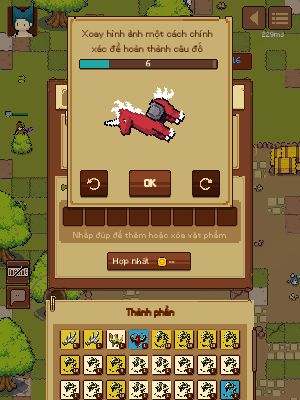 229ms
Xoay hình ảnh một cách chính
xác để hoàn thành câu đố
6
OK
Nhấp đúp để thêm hoặc xóa vật phẩm
Hợp nhất --
Thành phần